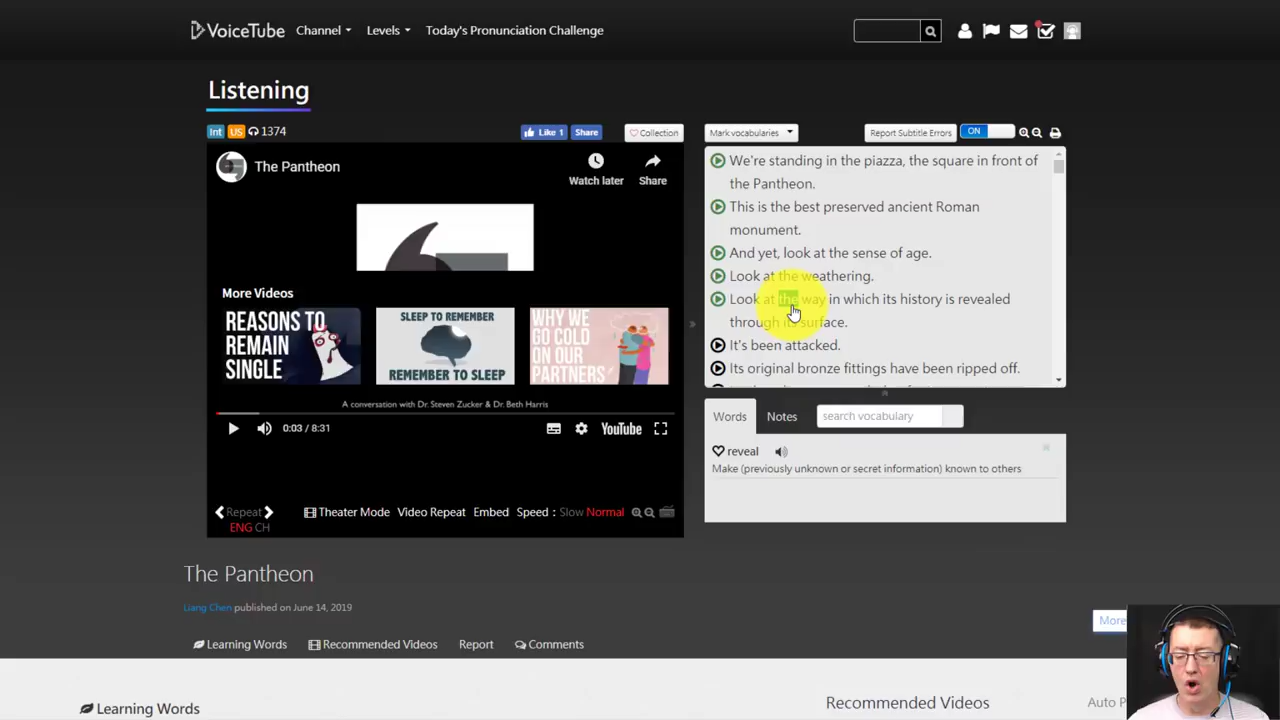 VoiceTube Channel Levels Today's Pronunciation Challenge
Listening
Int US 1374 Like 1 Share Collection
Mark vocabularies Report Subtitle Errors ON
The Pantheon
Watch later Share
More Videos
REASONS TO REMAIN SINGLE
SLEEP TO REMEMBER
REMEMBER TO SLEEP
WHY WE GO COLD ON OUR PARTNERS
A conversation with Dr. Steven Zucker & Dr. Beth Harris
0:03 / 8:31 YouTube
Repeat
ENG CH
Theater Mode Video Repeat Embed Speed : Slow Normal
We're standing in the piazza, the square in front of
the Pantheon.
This is the best preserved ancient Roman
monument.
And yet, look at the sense of age.
Look at the weathering.
Look at the way in which its history is revealed
through its surface.
It's been attacked.
Its original bronze fittings have been ripped off.
Words Notes search vocabulary
reveal
Make (previously unknown or secret information) known to others
The Pantheon
Liang Chen published on June 14, 2019
Learning Words Recommended Videos Report Comments
More
Learning Words
Recommended Videos
Auto